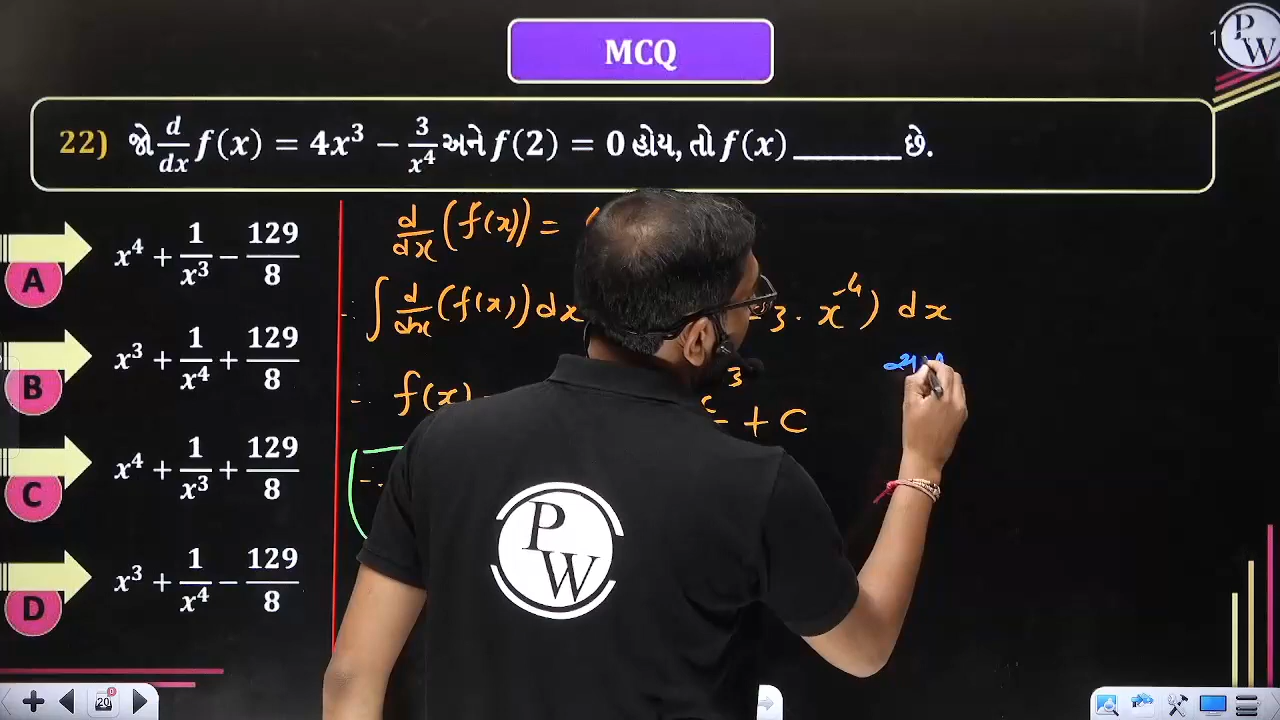 MCQ
PW
22) જો d/dx f(x) = 4x³ − 3/x⁴ અને f(2) = 0 હોય, તો f(x) ______ છે.
A x⁴ + 1/x³ − 129/8
B x³ + 1/x⁴ + 129/8
C x⁴ + 1/x³ + 129/8
D x³ + 1/x⁴ − 129/8
d/dx (f(x)) =
∫ d/dx (f(x)) dx 3 · x⁻⁴) dx
f(x) 3 + C
PW
20